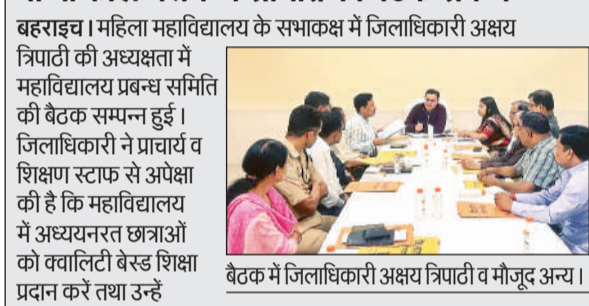 बहराइच। महिला महाविद्यालय के सभाकक्ष में जिलाधिकारी अक्षय
त्रिपाठी की अध्यक्षता में
महाविद्यालय प्रबन्ध समिति
की बैठक सम्पन्न हुई।
जिलाधिकारी ने प्राचार्य व
शिक्षण स्टाफ से अपेक्षा
की है कि महाविद्यालय
में अध्ययनरत छात्राओं
को क्वालिटी बेस्ड शिक्षा
प्रदान करें तथा उन्हें
बैठक में जिलाधिकारी अक्षय त्रिपाठी व मौजूद अन्य।